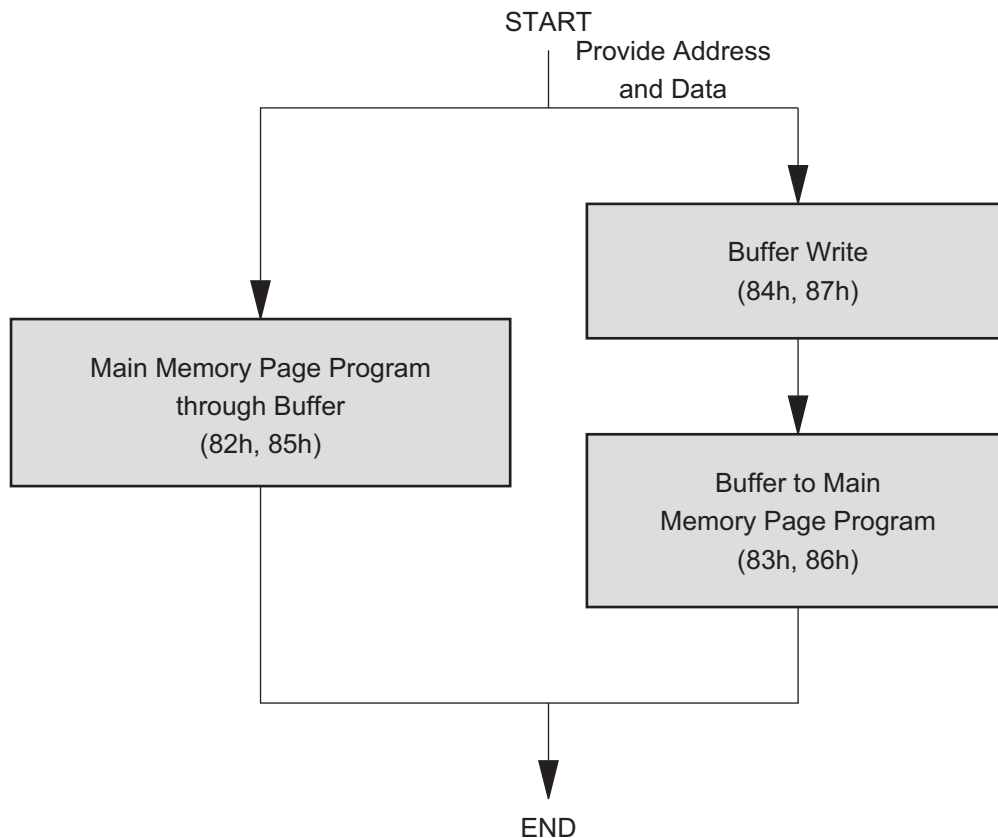 START
Provide Address
and Data
Buffer Write
(84h, 87h)
Main Memory Page Program
through Buffer
(82h, 85h)
Buffer to Main
Memory Page Program
(83h, 86h)
END